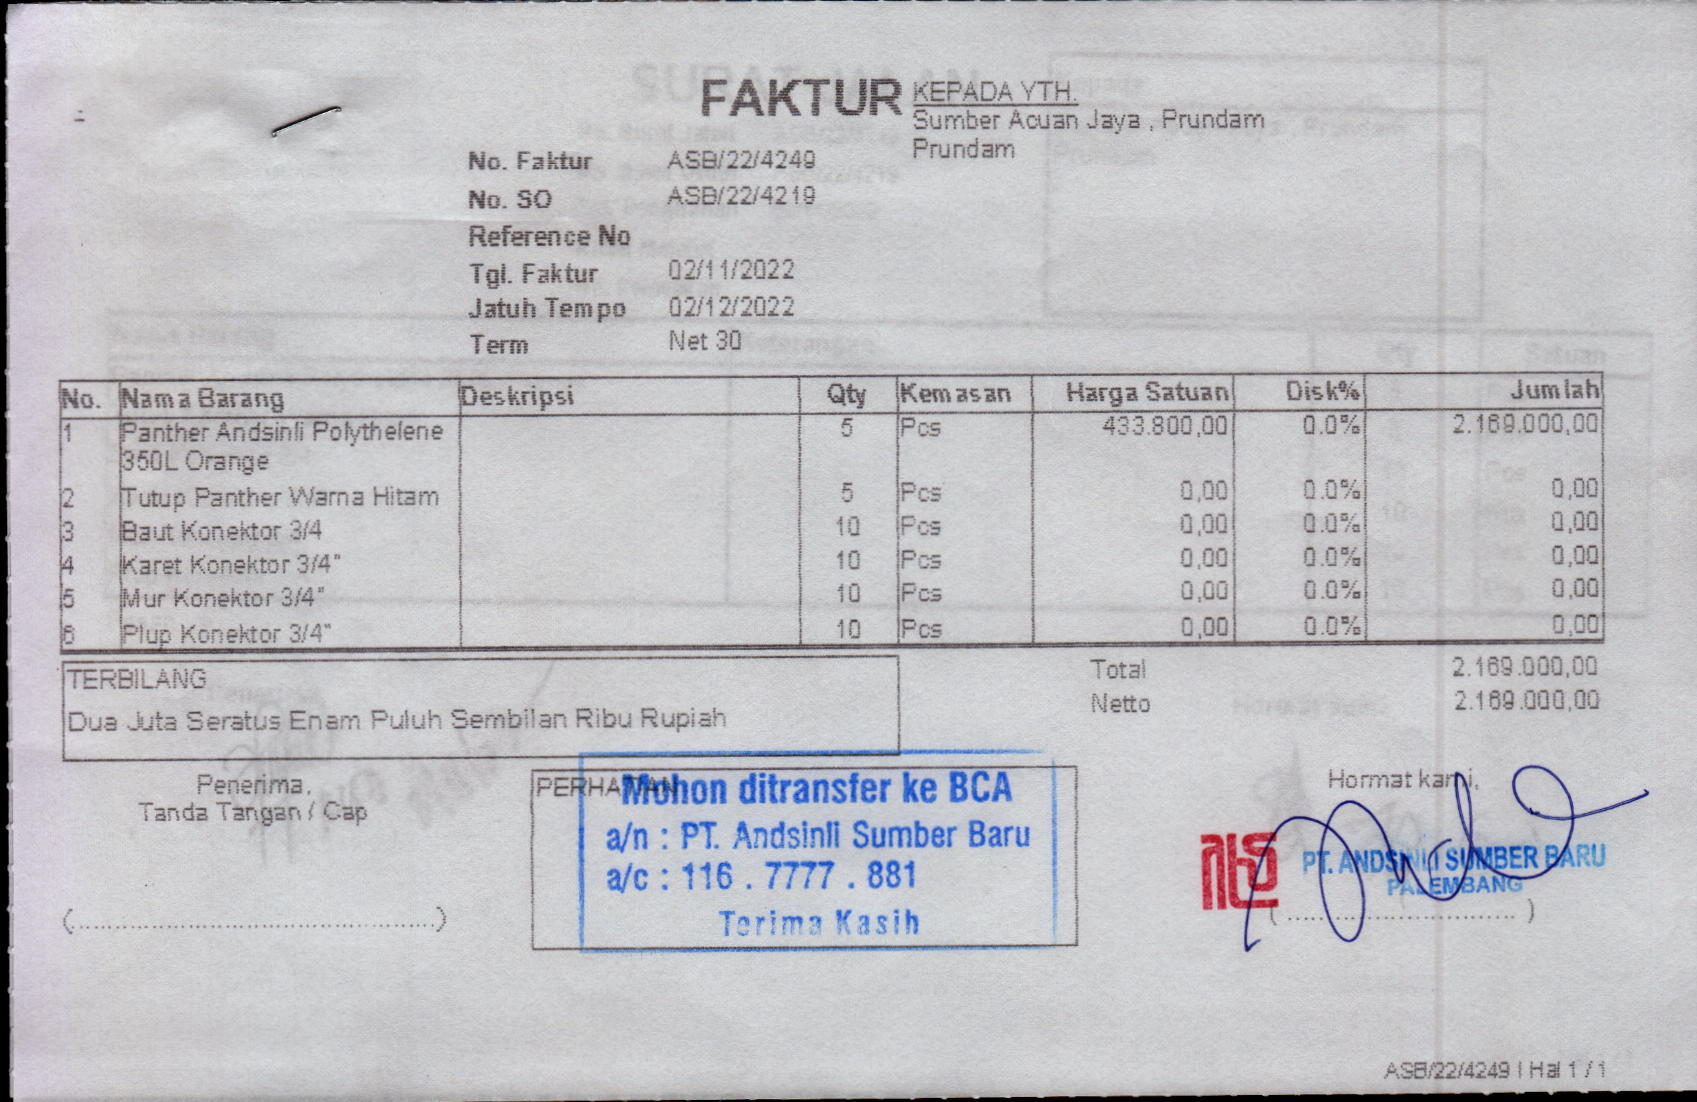 FAKTUR
KEPADA YTH.
Sumber Acuan Jaya , Prundam
Prundam
No. Faktur ASB/22/4249
No. SO ASB/22/4219
Reference No
Tgl. Faktur 02/11/2022
Jatuh Tempo 02/12/2022
Term Net 30
No. Nama Barang Deskripsi Qty Kemasan Harga Satuan Disk% Jumlah
1 Panther Andsinli Polythelene 5 Pcs 433.800,00 0.0% 2.169.000,00
350L Orange
2 Tutup Panther Warna Hitam 5 Pcs 0,00 0.0% 0,00
3 Baut Konektor 3/4 10 Pcs 0,00 0.0% 0,00
4 Karet Konektor 3/4" 10 Pcs 0,00 0.0% 0,00
5 Mur Konektor 3/4" 10 Pcs 0,00 0.0% 0,00
6 Plup Konektor 3/4" 10 Pcs 0,00 0.0% 0,00
TERBILANG
Dua Juta Seratus Enam Puluh Sembilan Ribu Rupiah
Total 2.169.000,00
Netto 2.169.000,00
Penerima,
Tanda Tangan / Cap
(..........................................................)
PERHATIAN
Mohon ditransfer ke BCA
a/n : PT. Andsinli Sumber Baru
a/c : 116 . 7777 . 881
Terima Kasih
Hormat kami,
PT. ANDSINLI SUMBER BARU
PALEMBANG
( ..................................... )
ASB/22/4249 | Hal 1 / 1